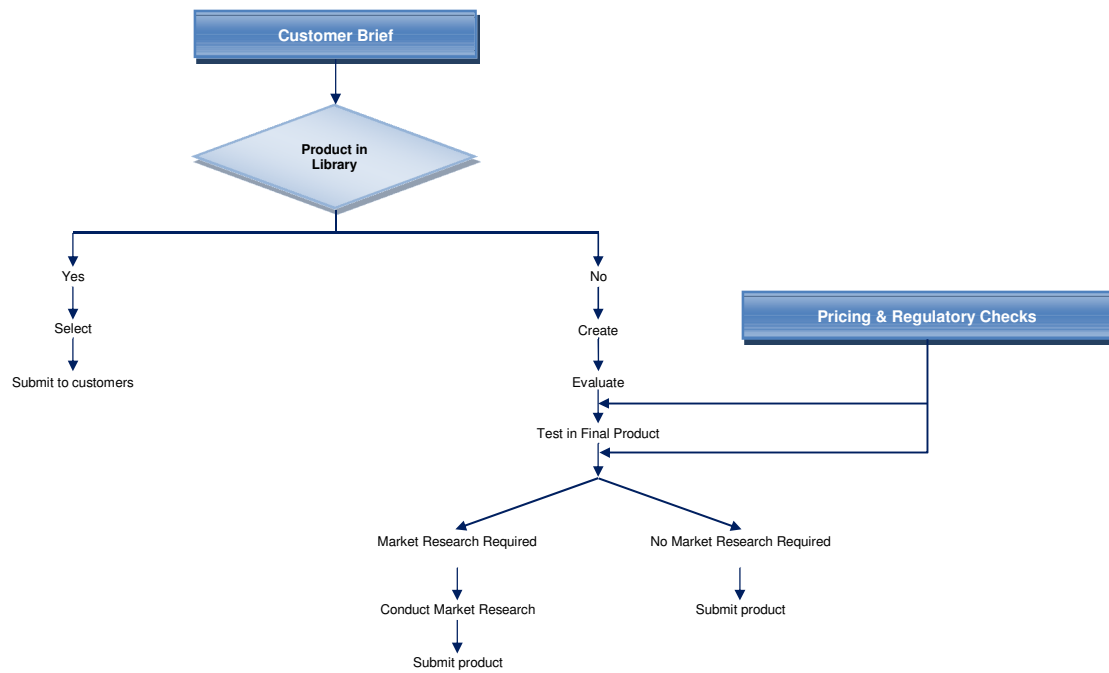 Customer Brief
Product in
Library
Yes
No
Pricing & Regulatory Checks
Select
Create
Submit to customers
Evaluate
Test in Final Product
Market Research Required
No Market Research Required
Conduct Market Research
Submit product
Submit product